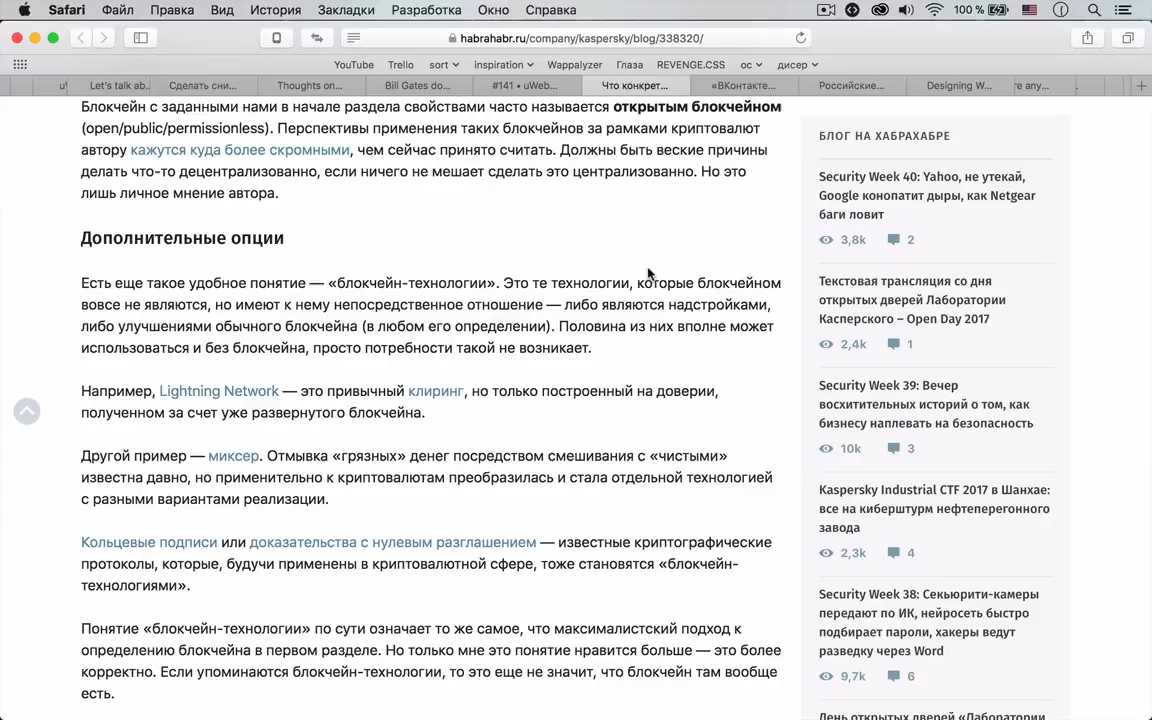 Safari Файл Правка Вид История Закладки Разработка Окно Справка 100 %
habrahabr.ru/company/kaspersky/blog/338320/
YouTube Trello sort inspiration Wappalyzer Глаза REVENGE.CSS ос дисер
Let's talk ab... Сделать сни... Thoughts on... Bill Gates do... #141 • uWeb... Что конкрет... «ВКонтакте... Российские... Designing W... re any...
Блокчейн с заданными нами в начале раздела свойствами часто называется открытым блокчейном
(open/public/permissionless). Перспективы применения таких блокчейнов за рамками криптовалют
автору кажутся куда более скромными, чем сейчас принято считать. Должны быть веские причины
делать что-то децентрализованно, если ничего не мешает сделать это централизованно. Но это
лишь личное мнение автора.
Дополнительные опции
Есть еще такое удобное понятие — «блокчейн-технологии». Это те технологии, которые блокчейном
вовсе не являются, но имеют к нему непосредственное отношение — либо являются надстройками,
либо улучшениями обычного блокчейна (в любом его определении). Половина из них вполне может
использоваться и без блокчейна, просто потребности такой не возникает.
Например, Lightning Network — это привычный клиринг, но только построенный на доверии,
полученном за счет уже развернутого блокчейна.
Другой пример — миксер. Отмывка «грязных» денег посредством смешивания с «чистыми»
известна давно, но применительно к криптовалютам преобразилась и стала отдельной технологией
с разными вариантами реализации.
Кольцевые подписи или доказательства с нулевым разглашением — известные криптографические
протоколы, которые, будучи применены в криптовалютной сфере, тоже становятся «блокчейн-
технологиями».
Понятие «блокчейн-технологии» по сути означает то же самое, что максималистский подход к
определению блокчейна в первом разделе. Но только мне это понятие нравится больше — это более
корректно. Если упоминаются блокчейн-технологии, то это еще не значит, что блокчейн там вообще
есть.
БЛОГ НА ХАБРАХАБРЕ
Security Week 40: Yahoo, не утекай,
Google конопатит дыры, как Netgear
баги ловит
3,8k 2
Текстовая трансляция со дня
открытых дверей Лаборатории
Касперского – Open Day 2017
2,4k 1
Security Week 39: Вечер
восхитительных историй о том, как
бизнесу наплевать на безопасность
10k 3
Kaspersky Industrial CTF 2017 в Шанхае:
все на киберштурм нефтеперегонного
завода
2,3k 4
Security Week 38: Секьюрити-камеры
передают по ИК, нейросеть быстро
подбирает пароли, хакеры ведут
разведку через Word
9,7k 6
День открытых дверей «Лаборатории